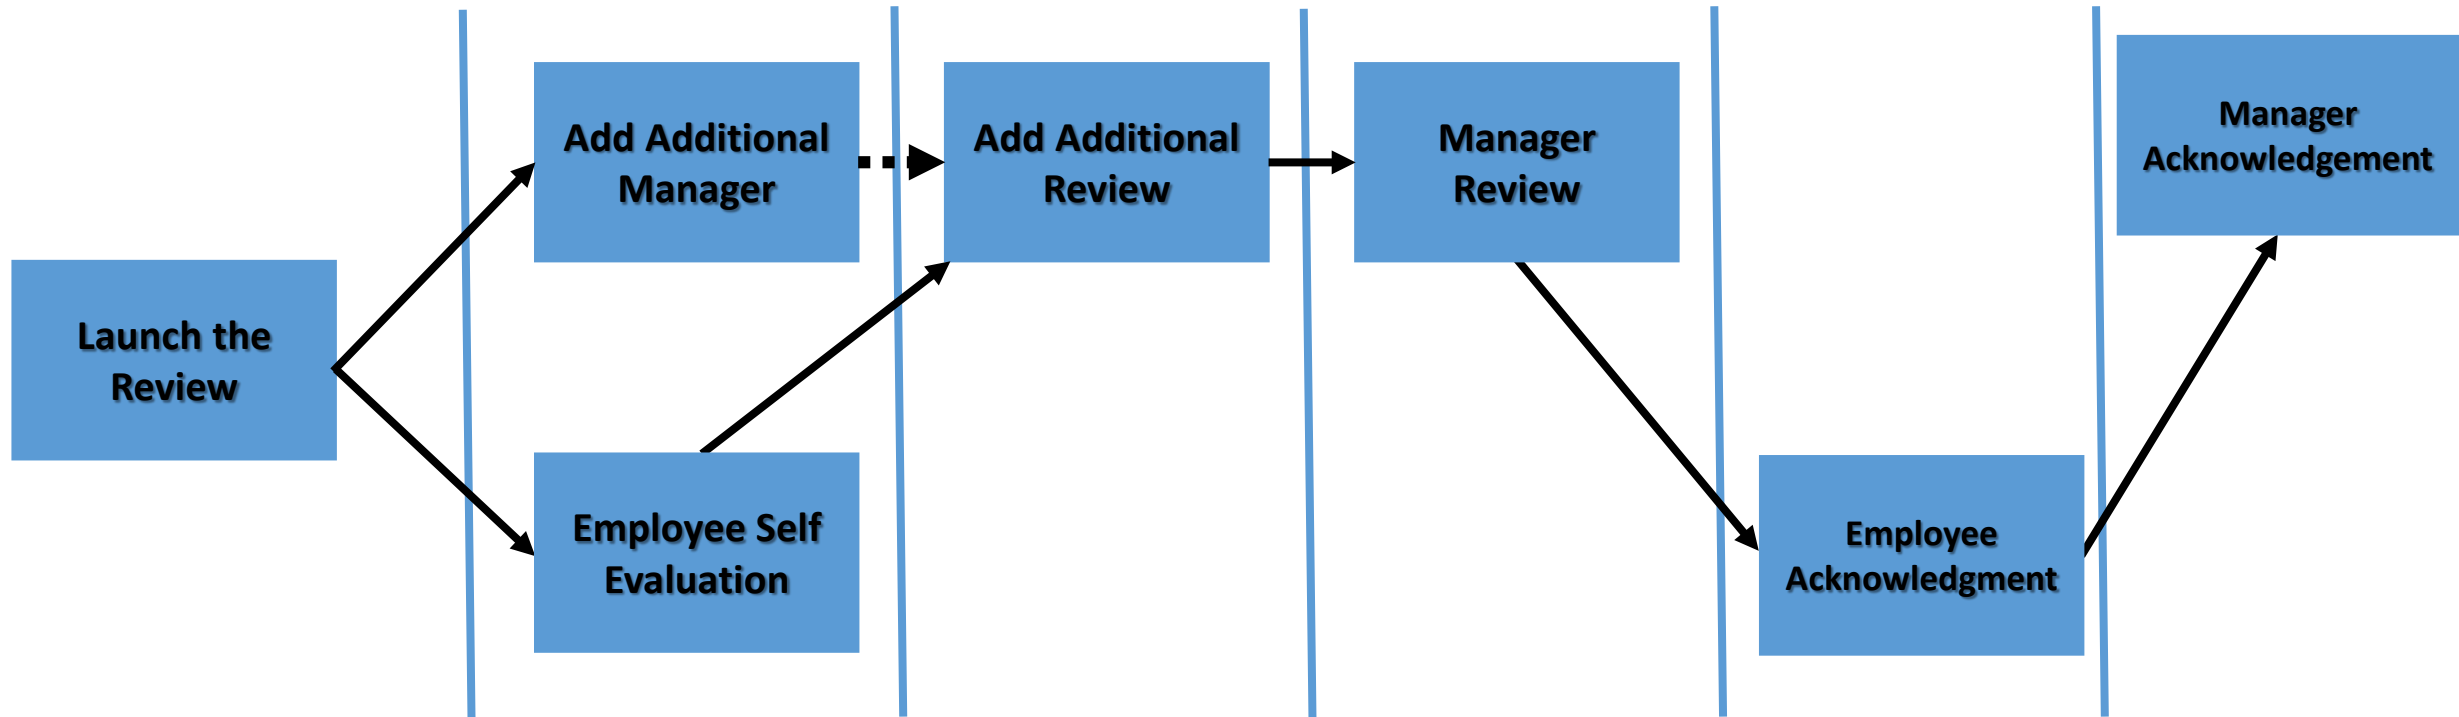 Launch the
Review
Add Additional
Manager
Employee Self
Evaluation
Add Additional
Review
Manager
Review
Employee
Acknowledgment
Manager
Acknowledgement